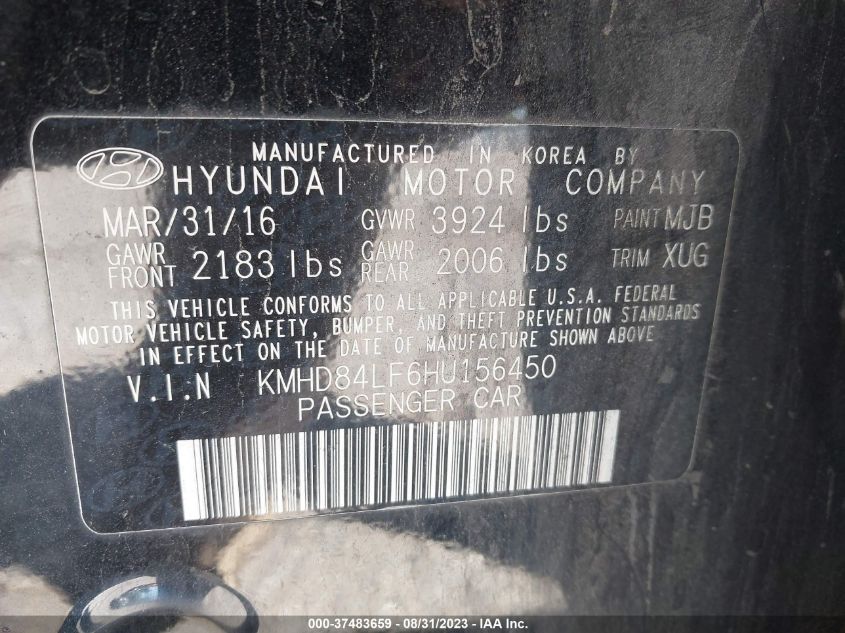 MANUFACTURED IN KOREA BY
HYUNDAI MOTOR COMPANY
MAR/31/16 GVWR 3924 lbs PAINT MJB
GAWR FRONT 2183 lbs GAWR REAR 2006 lbs TRIM XUG
THIS VEHICLE CONFORMS TO ALL APPLICABLE U.S.A. FEDERAL
MOTOR VEHICLE SAFETY, BUMPER, AND THEFT PREVENTION STANDARDS
IN EFFECT ON THE DATE OF MANUFACTURE SHOWN ABOVE
V.I.N KMHD84LF6HU156450
PASSENGER CAR
000-37483659 - 08/31/2023 - IAA Inc.